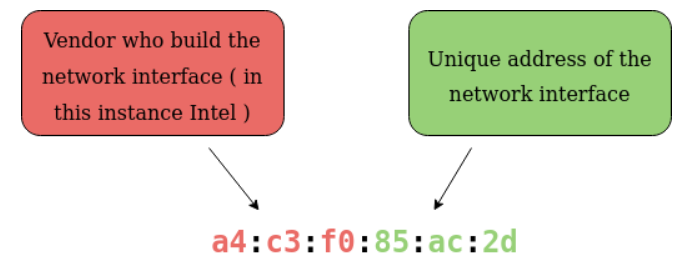 Vendor who build the
network interface ( in
this instance Intel )
Unique address of the
network interface
a4:c3:f0:85:ac:2d